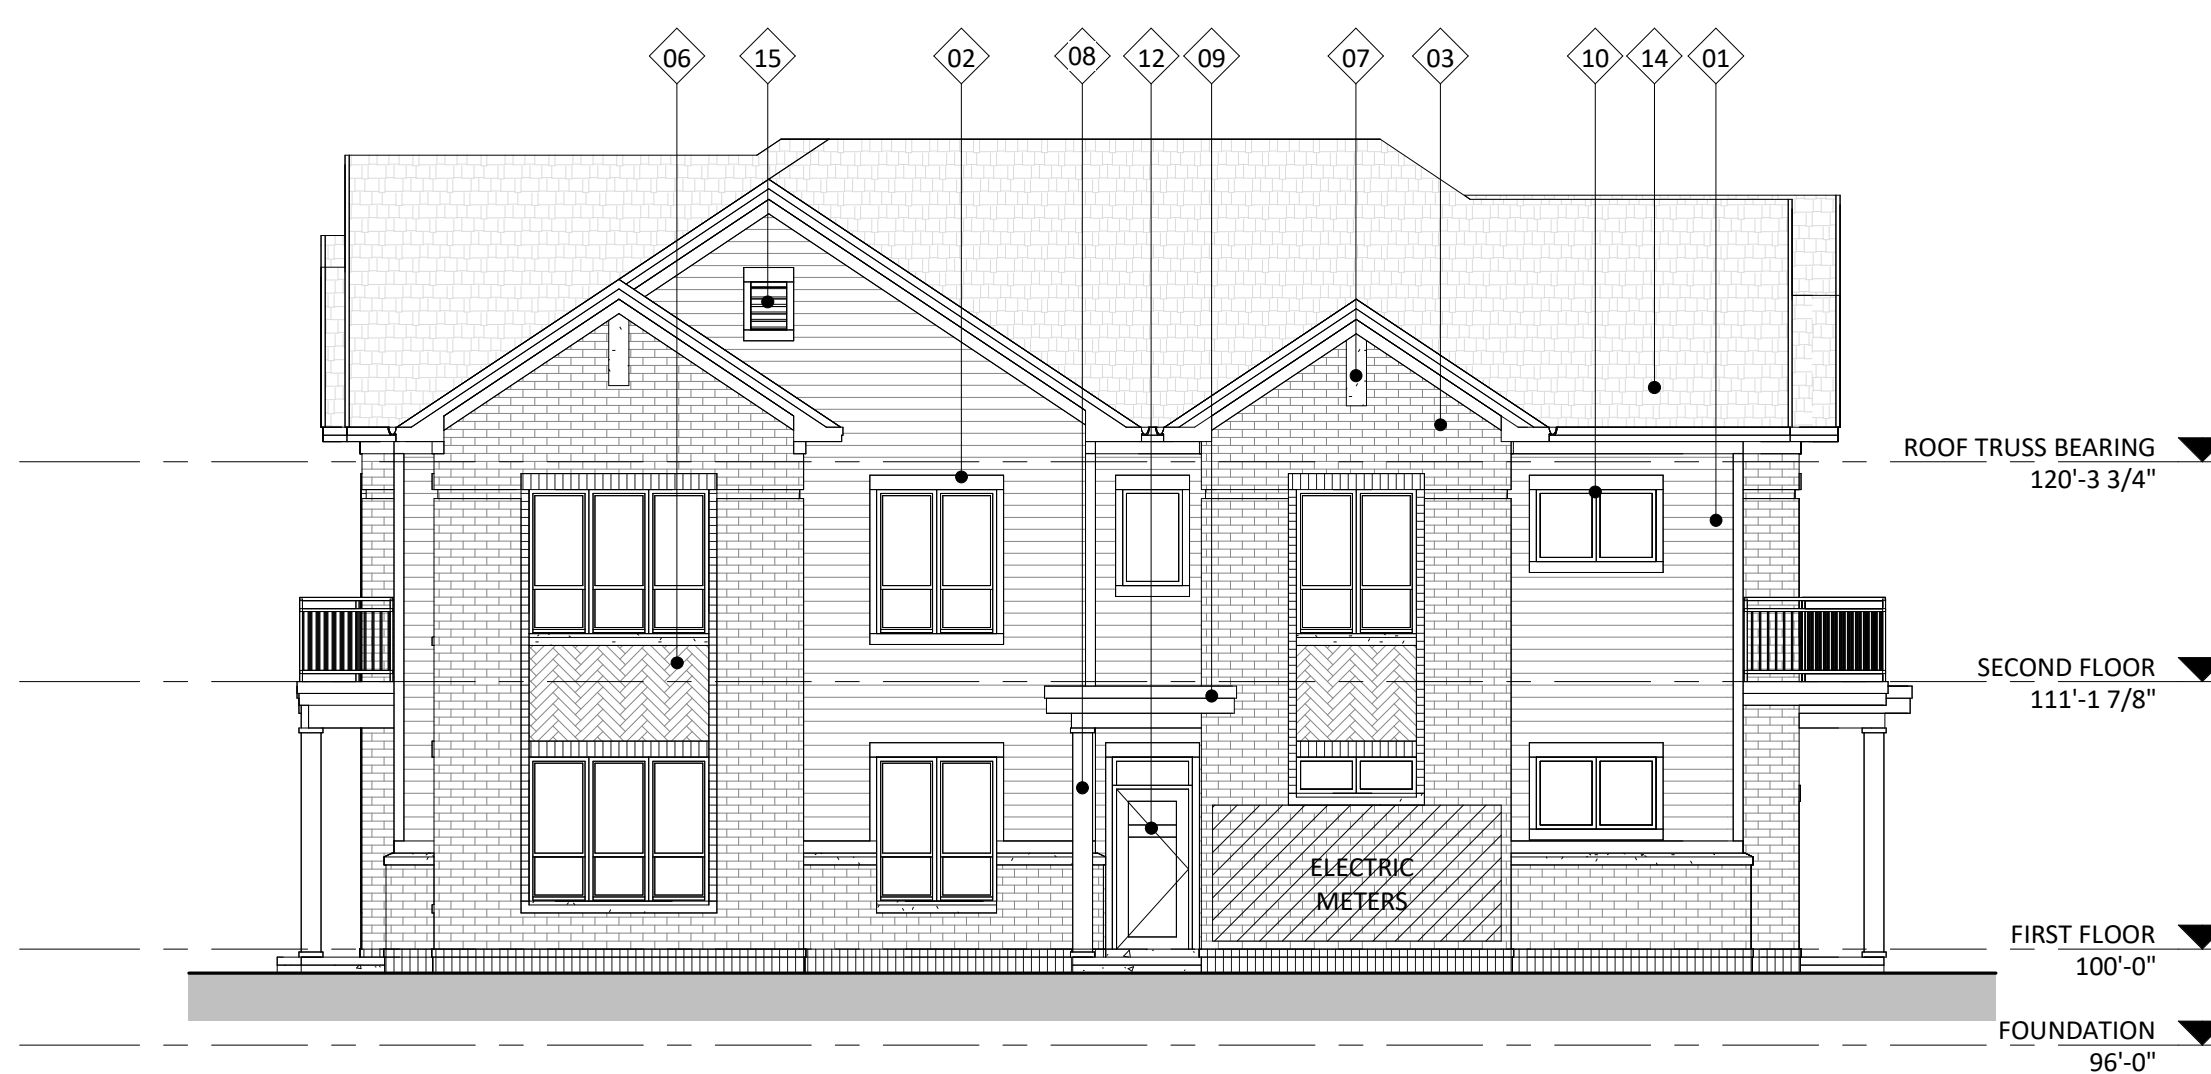 06
15
02
08
12
09
07
03
10
14
01
ROOF TRUSS BEARING
120'-3 3/4"
SECOND FLOOR
111'-1 7/8"
ELECTRIC
METERS
FIRST FLOOR
100'-0"
FOUNDATION
96'-0"